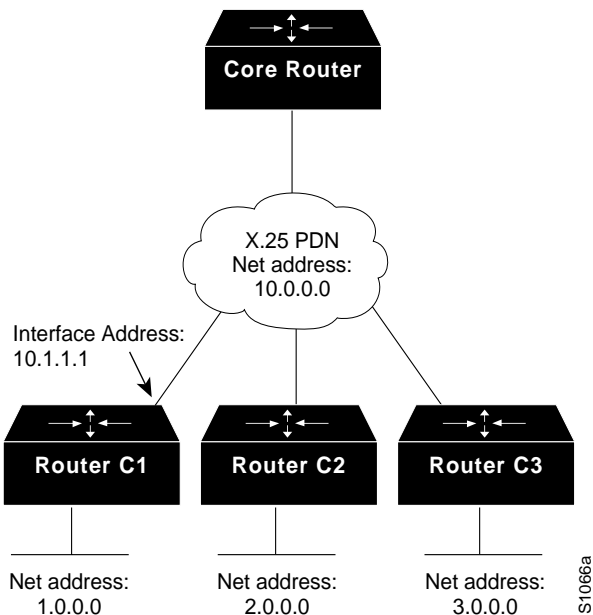 Core Router
X.25 PDN
Net address:
10.0.0.0
Interface Address:
10.1.1.1
Router C1
Router C2
Router C3
Net address:
1.0.0.0
Net address:
2.0.0.0
Net address:
3.0.0.0
S1066a